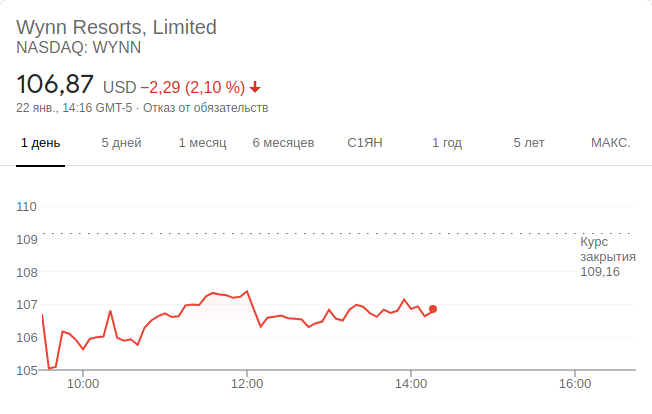 Wynn Resorts, Limited
NASDAQ: WYNN
106,87 USD −2,29 (2,10 %)
22 янв., 14:16 GMT-5 · Отказ от обязательств
1 день 5 дней 1 месяц 6 месяцев С1ЯН 1 год 5 лет МАКС.
110
109
Курс
закрытия
109,16
108
107
106
105
10:00 12:00 14:00 16:00